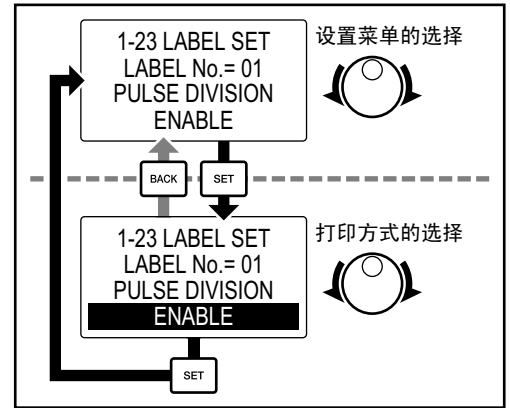 1-23 LABEL SET
LABEL No.= 01
PULSE DIVISION
ENABLE
设置菜单的选择
BACK
SET
1-23 LABEL SET
LABEL No.= 01
PULSE DIVISION
ENABLE
打印方式的选择
SET